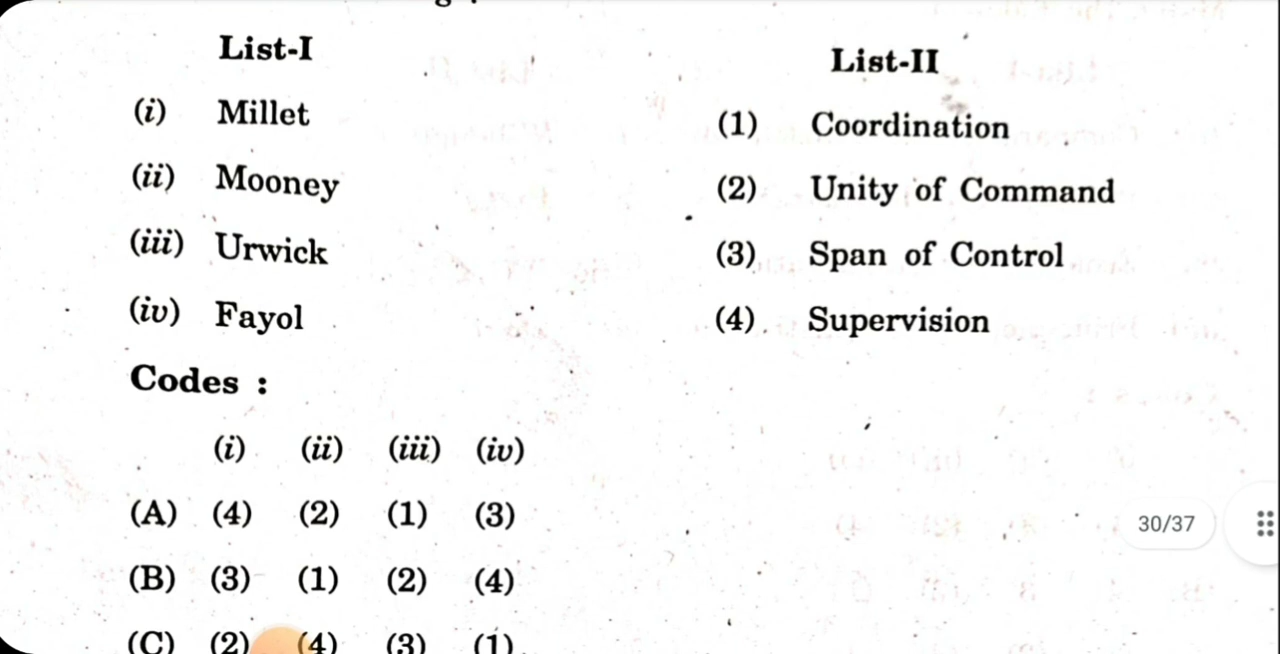 List-I
List-II
(i) Millet
(1) Coordination
(ii) Mooney
(2) Unity of Command
(iii) Urwick
(3) Span of Control
(iv) Fayol
(4) Supervision
Codes :
(i) (ii) (iii) (iv)
(A) (4) (2) (1) (3)
30/37
(B) (3) (1) (2) (4)
(C) (2) (4) (3) (1)